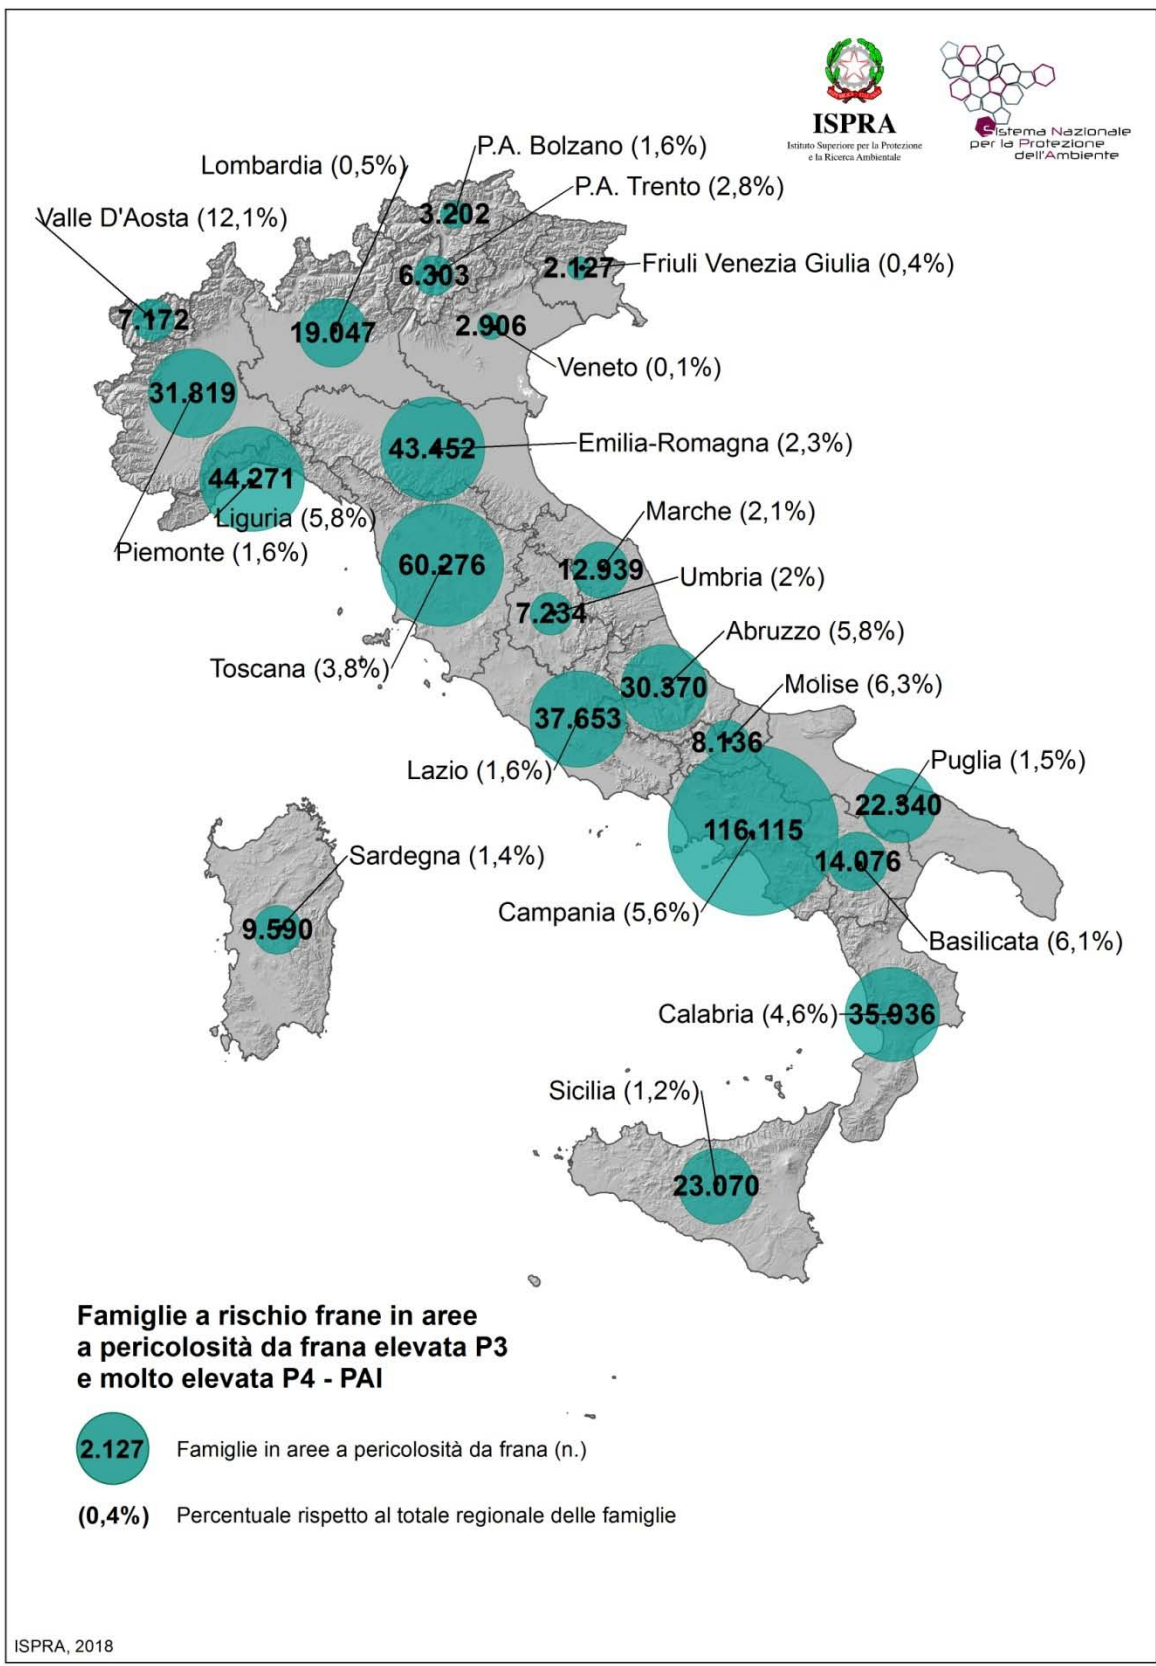 ISPRA
Istituto Superiore per la Protezione
e la Ricerca Ambientale
Sistema Nazionale
per la Protezione
dell'Ambiente
P.A. Bolzano (1,6%)
Lombardia (0,5%)
P.A. Trento (2,8%)
Valle D'Aosta (12,1%)
3.202
Friuli Venezia Giulia (0,4%)
2.127
6.303
7.172
19.047
2.906
Veneto (0,1%)
31.819
Emilia-Romagna (2,3%)
43.452
44.271
Marche (2,1%)
Liguria (5,8%)
Piemonte (1,6%)
60.276
12.939
Umbria (2%)
7.234
Abruzzo (5,8%)
Toscana (3,8%)
30.370
Molise (6,3%)
37.653
8.136
Puglia (1,5%)
Lazio (1,6%)
22.340
116.115
Sardegna (1,4%)
14.076
Campania (5,6%)
9.590
Basilicata (6,1%)
Calabria (4,6%)
35.936
Sicilia (1,2%)
23.070
Famiglie a rischio frane in aree
a pericolosità da frana elevata P3
e molto elevata P4 - PAI
2.127
Famiglie in aree a pericolosità da frana (n.)
(0,4%)
Percentuale rispetto al totale regionale delle famiglie
ISPRA, 2018